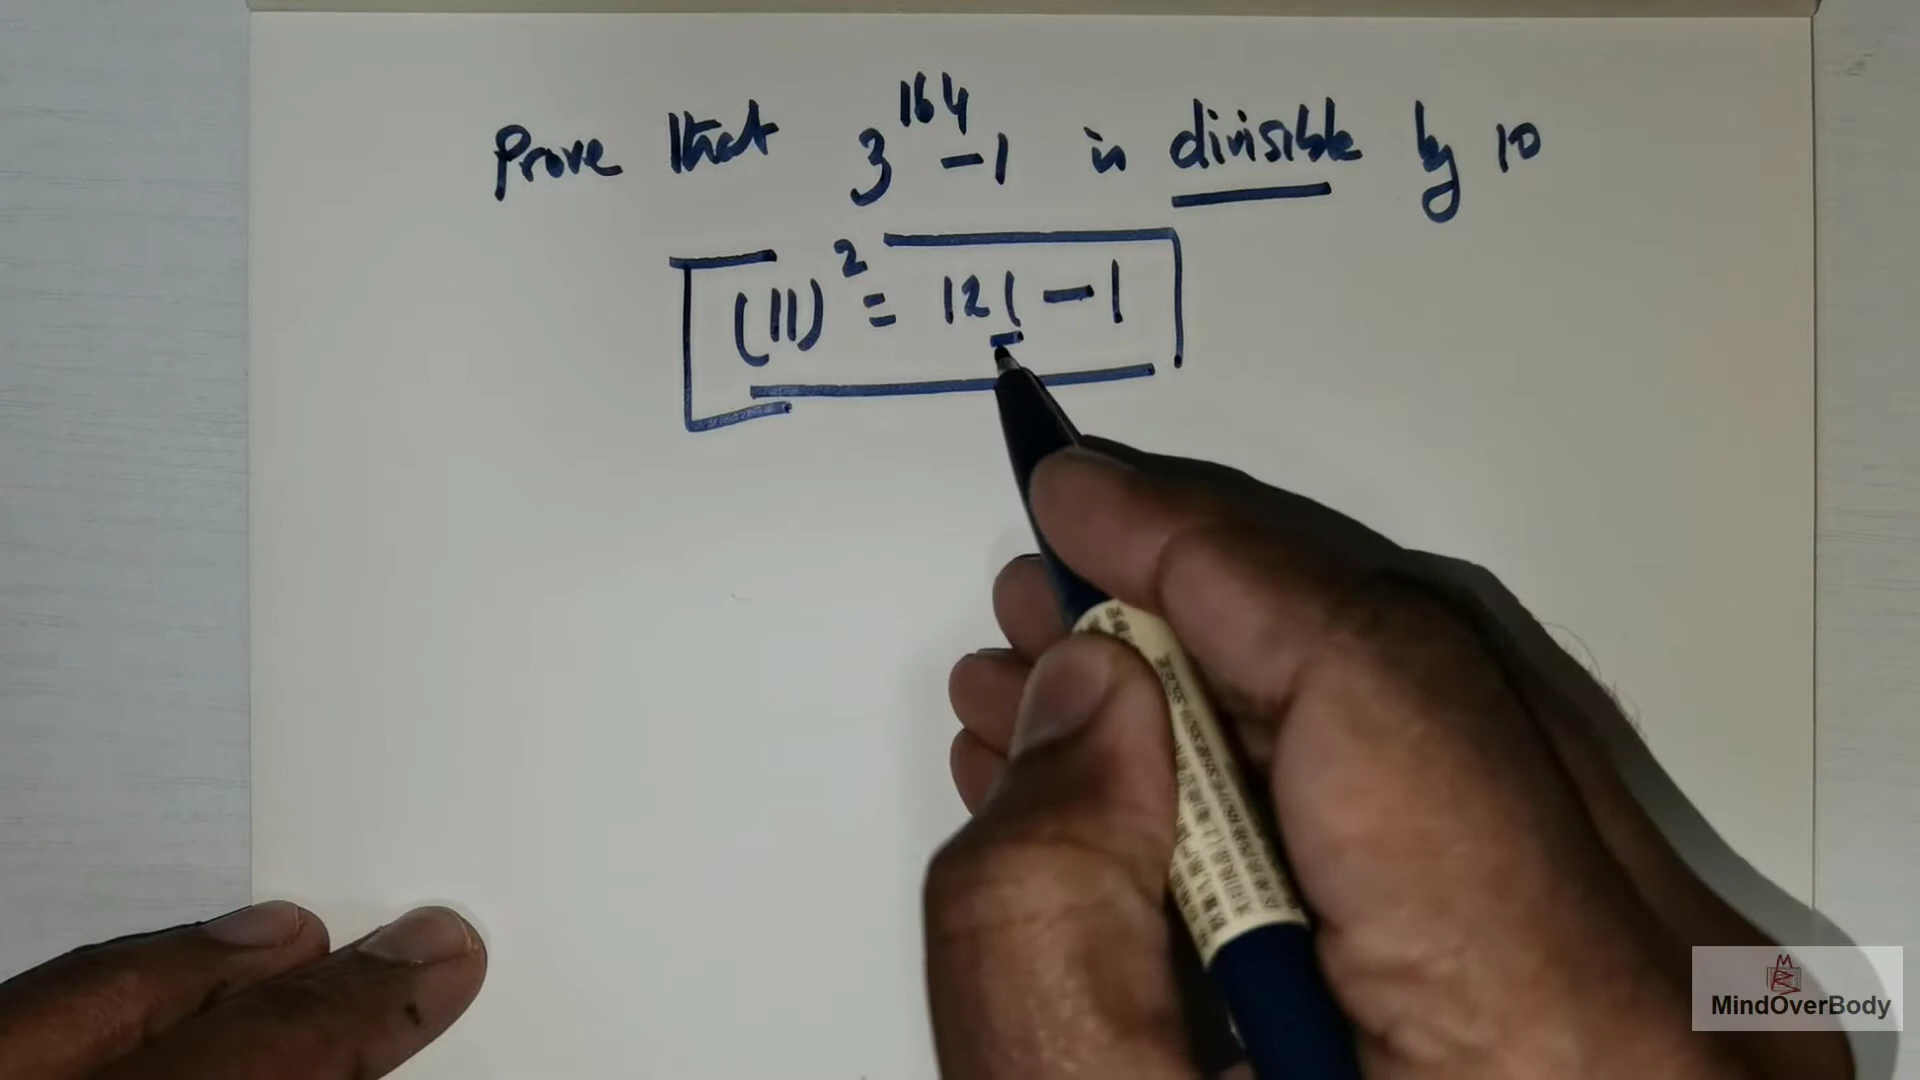 Prove that 3^164 - 1 is divisible by 10
(11)^2 = 121 - 1
MindOverBody